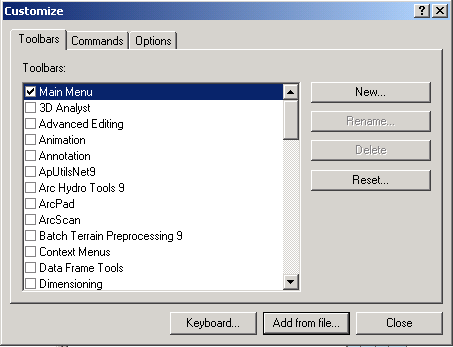 Customize
Toolbars Commands Options
Toolbars:
Main Menu
3D Analyst
Advanced Editing
Animation
Annotation
ApUtilsNet9
Arc Hydro Tools 9
ArcPad
ArcScan
Batch Terrain Preprocessing 9
Context Menus
Data Frame Tools
Dimensioning
New...
Rename...
Delete
Reset...
Keyboard... Add from file... Close